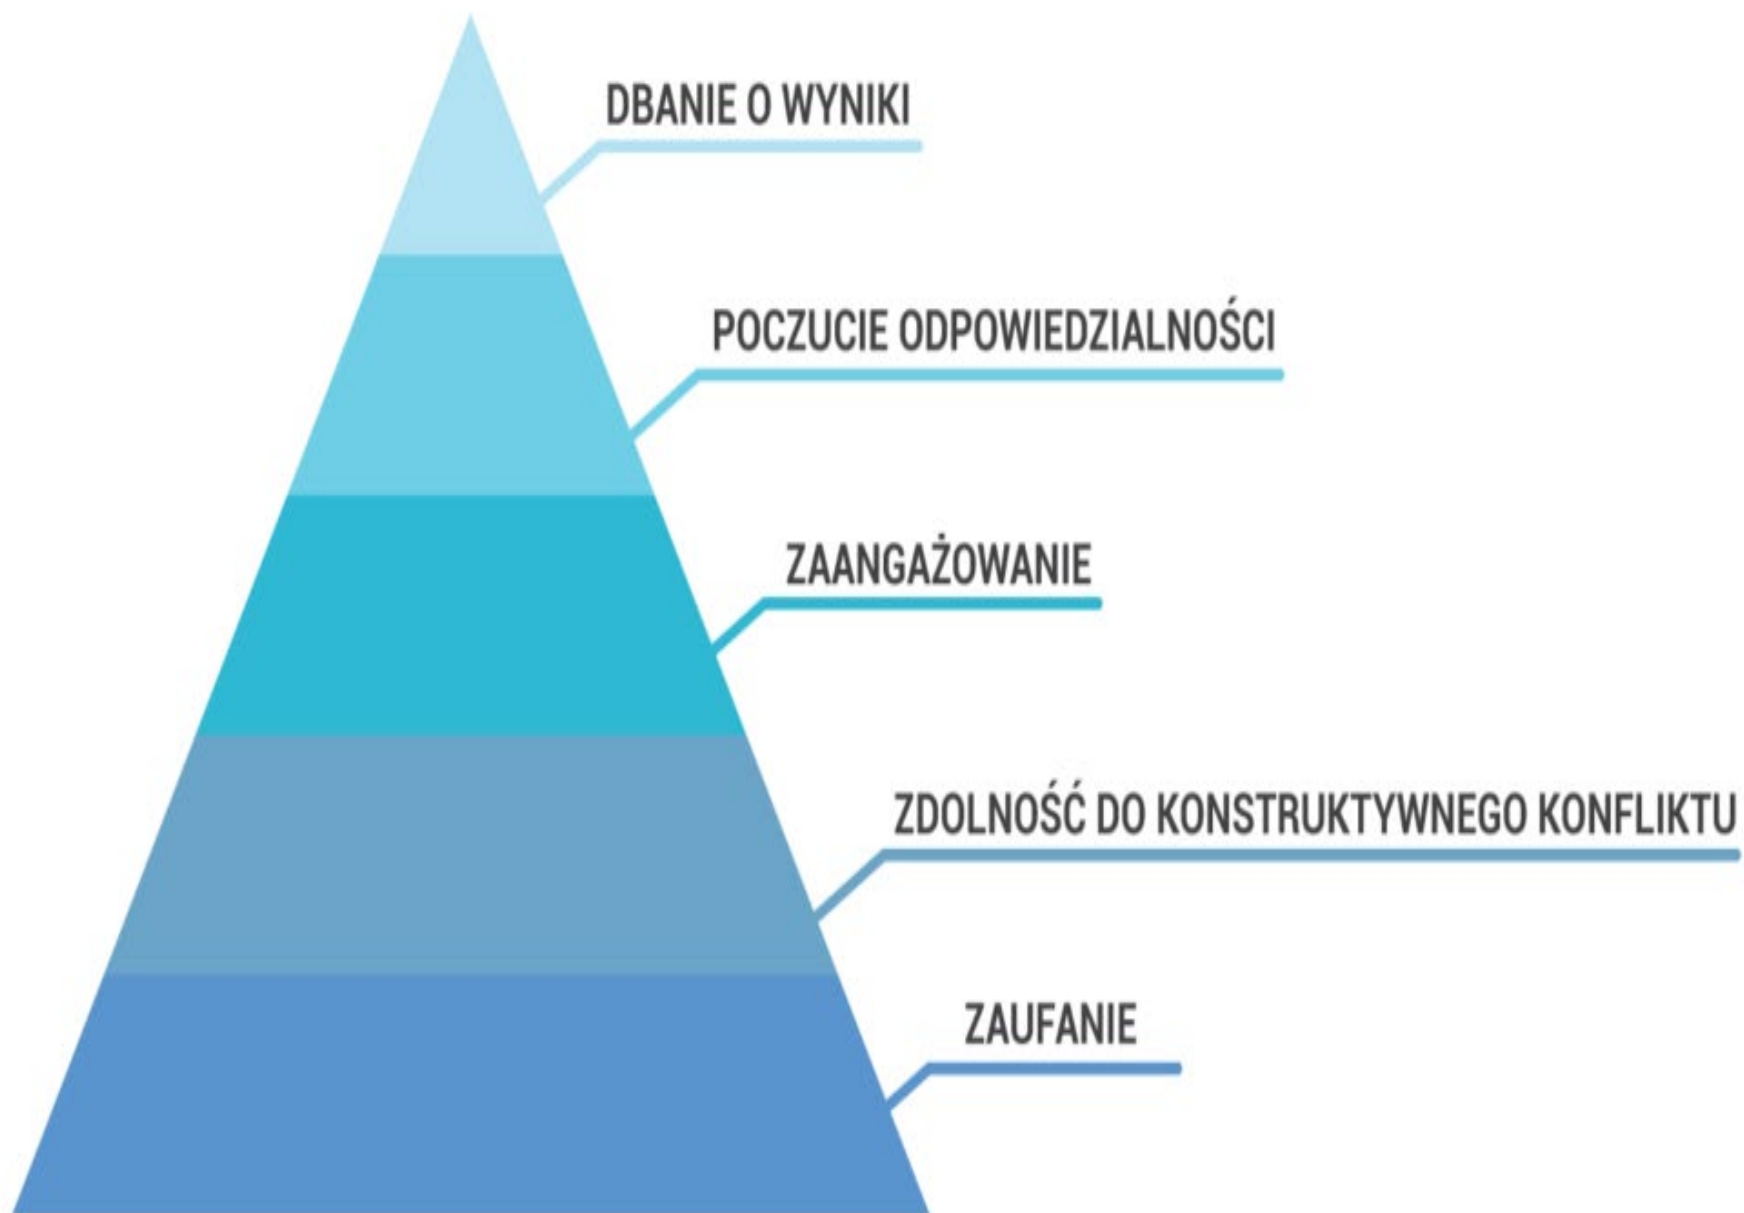 DBANIE O WYNIKI
POCZUCIE ODPOWIEDZIALNOŚCI
ZAANGAŻOWANIE
ZDOLNOŚĆ DO KONSTRUKTYWNEGO KONFLIKTU
ZAUFANIE